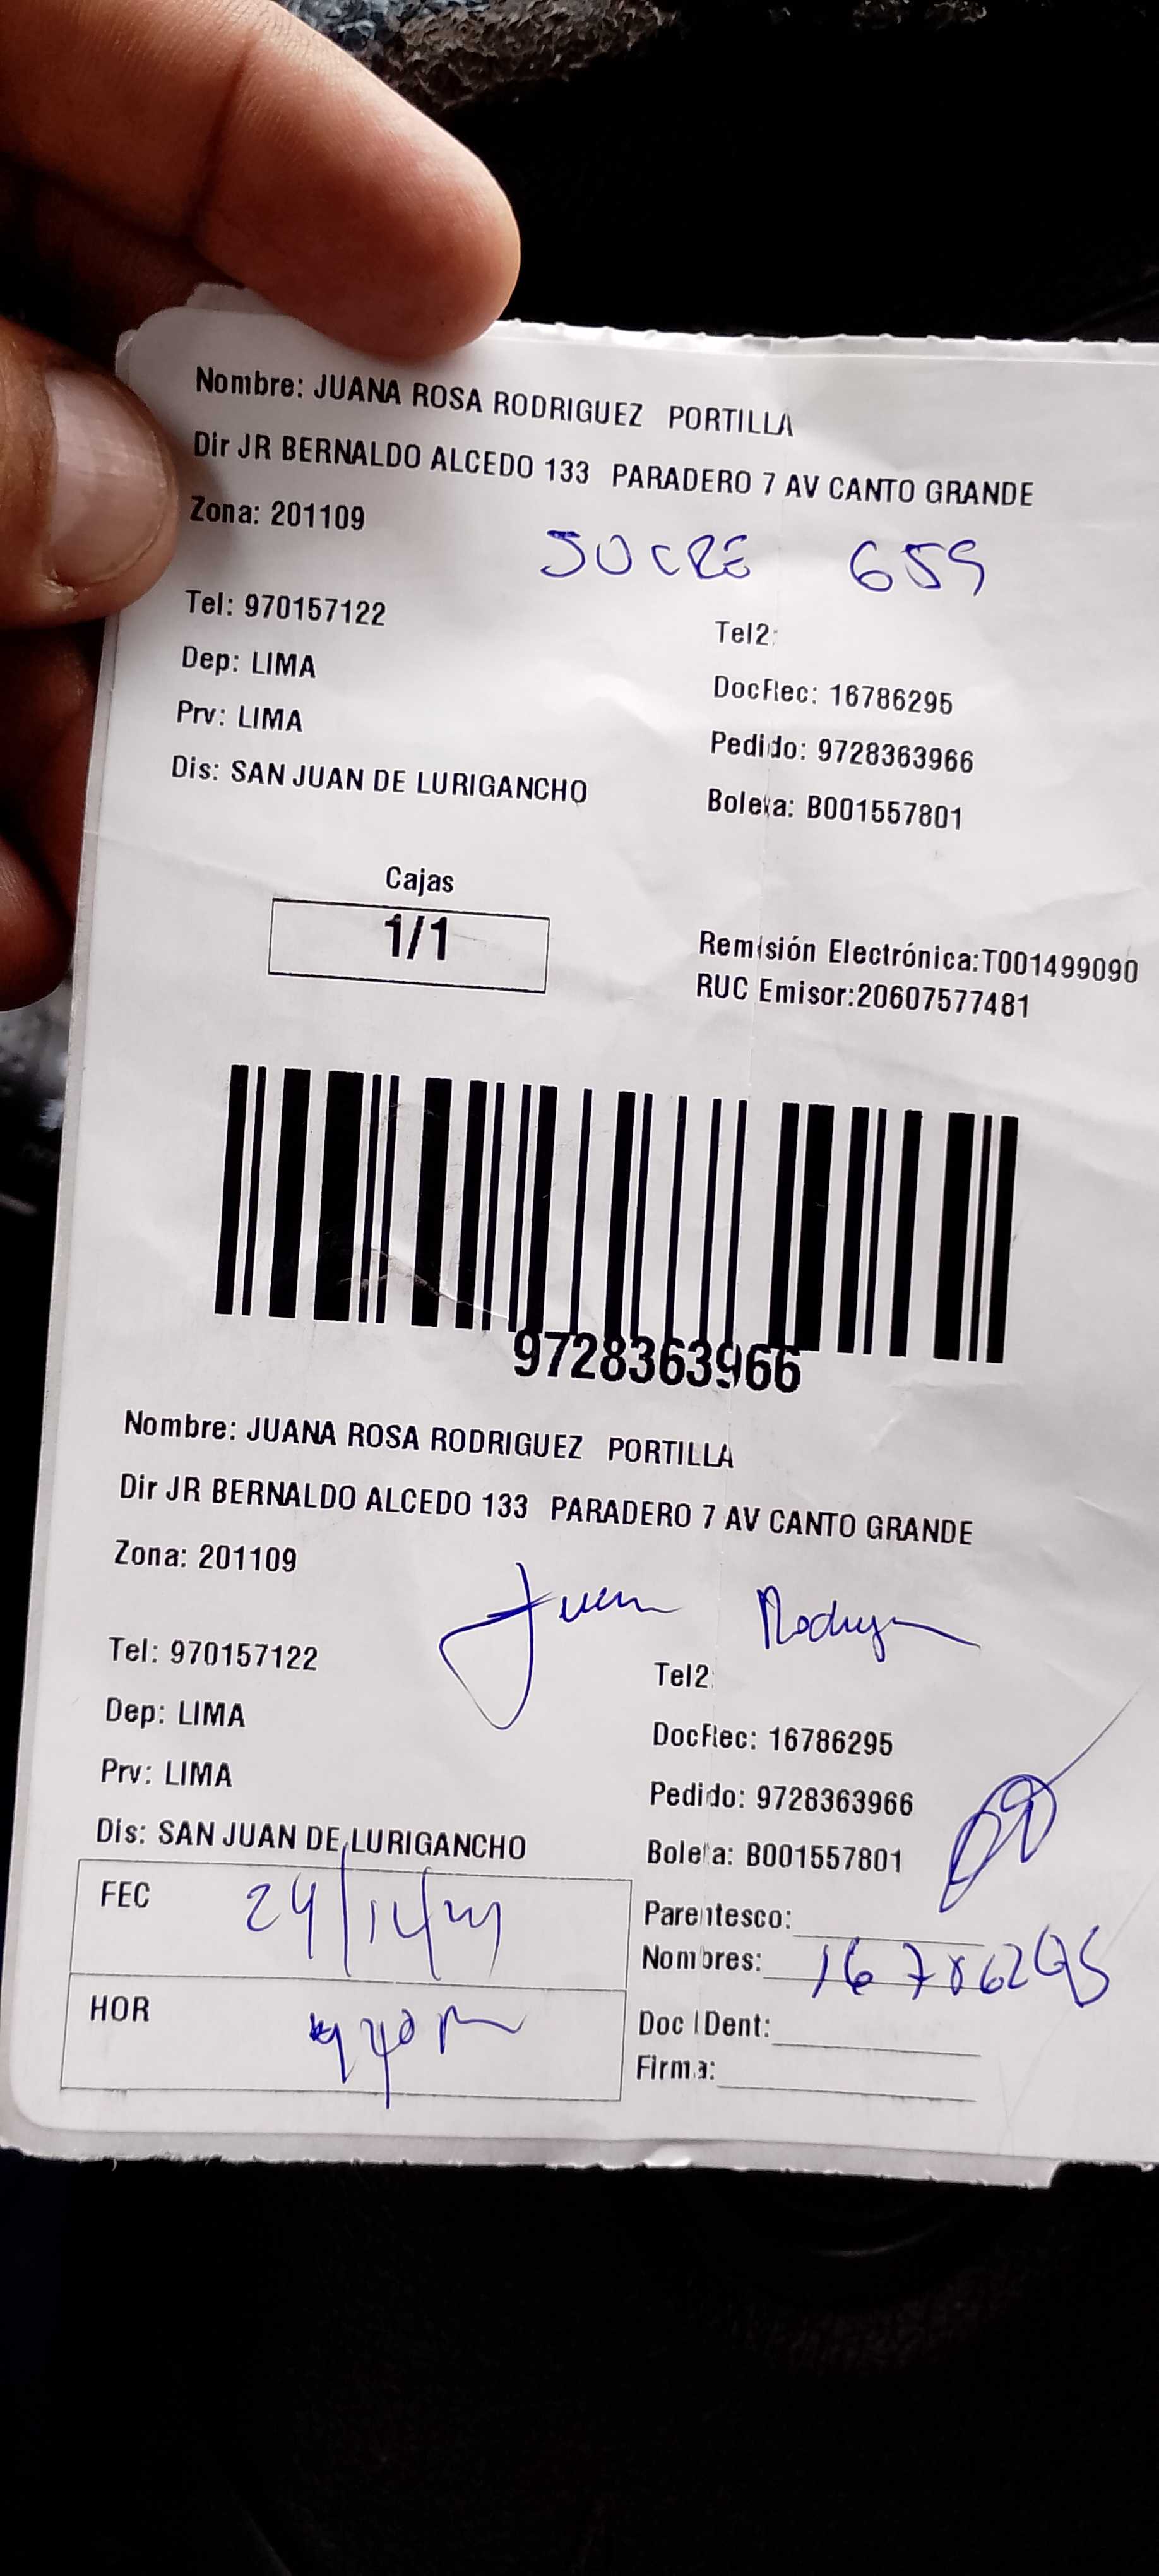 Nombre: JUANA ROSA RODRIGUEZ PORTILLA
Dir JR BERNALDO ALCEDO 133 PARADERO 7 AV CANTO GRANDE
Zona: 201109
SUCRE 659
Tel: 970157122
Tel2:
Dep: LIMA
DocRec: 16786295
Prv: LIMA
Pedido: 9728363966
Dis: SAN JUAN DE LURIGANCHO
Boleta: B001557801
Cajas
1/1
Remisión Electrónica:T001499090
RUC Emisor:20607577481
9728363966
Nombre: JUANA ROSA RODRIGUEZ PORTILLA
Dir JR BERNALDO ALCEDO 133 PARADERO 7 AV CANTO GRANDE
Zona: 201109
Tel: 970157122
Tel2:
Dep: LIMA
DocRec: 16786295
Prv: LIMA
Pedido: 9728363966
Dis: SAN JUAN DE LURIGANCHO
Boleta: B001557801
FEC
Parentesco:
Nombres: 16786295
HOR
Doc IDent:
Firma: